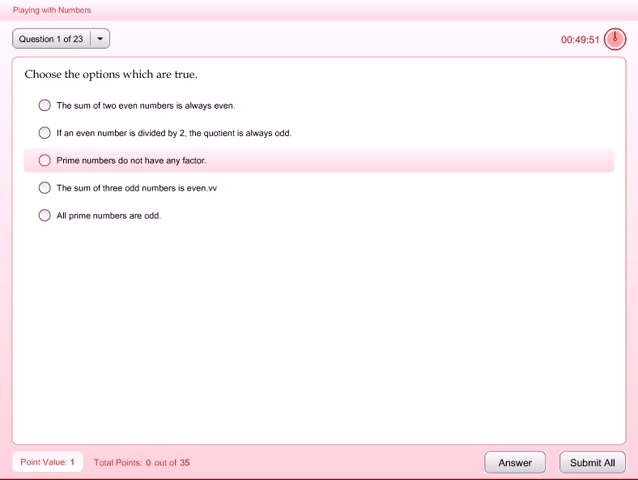 Playing with Numbers
Question 1 of 23
00:49:51
Choose the options which are true.
The sum of two even numbers is always even.
If an even number is divided by 2, the quotient is always odd.
Prime numbers do not have any factor.
The sum of three odd numbers is even.vv
All prime numbers are odd.
Point Value: 1 Total Points: 0 out of 35 Answer Submit All